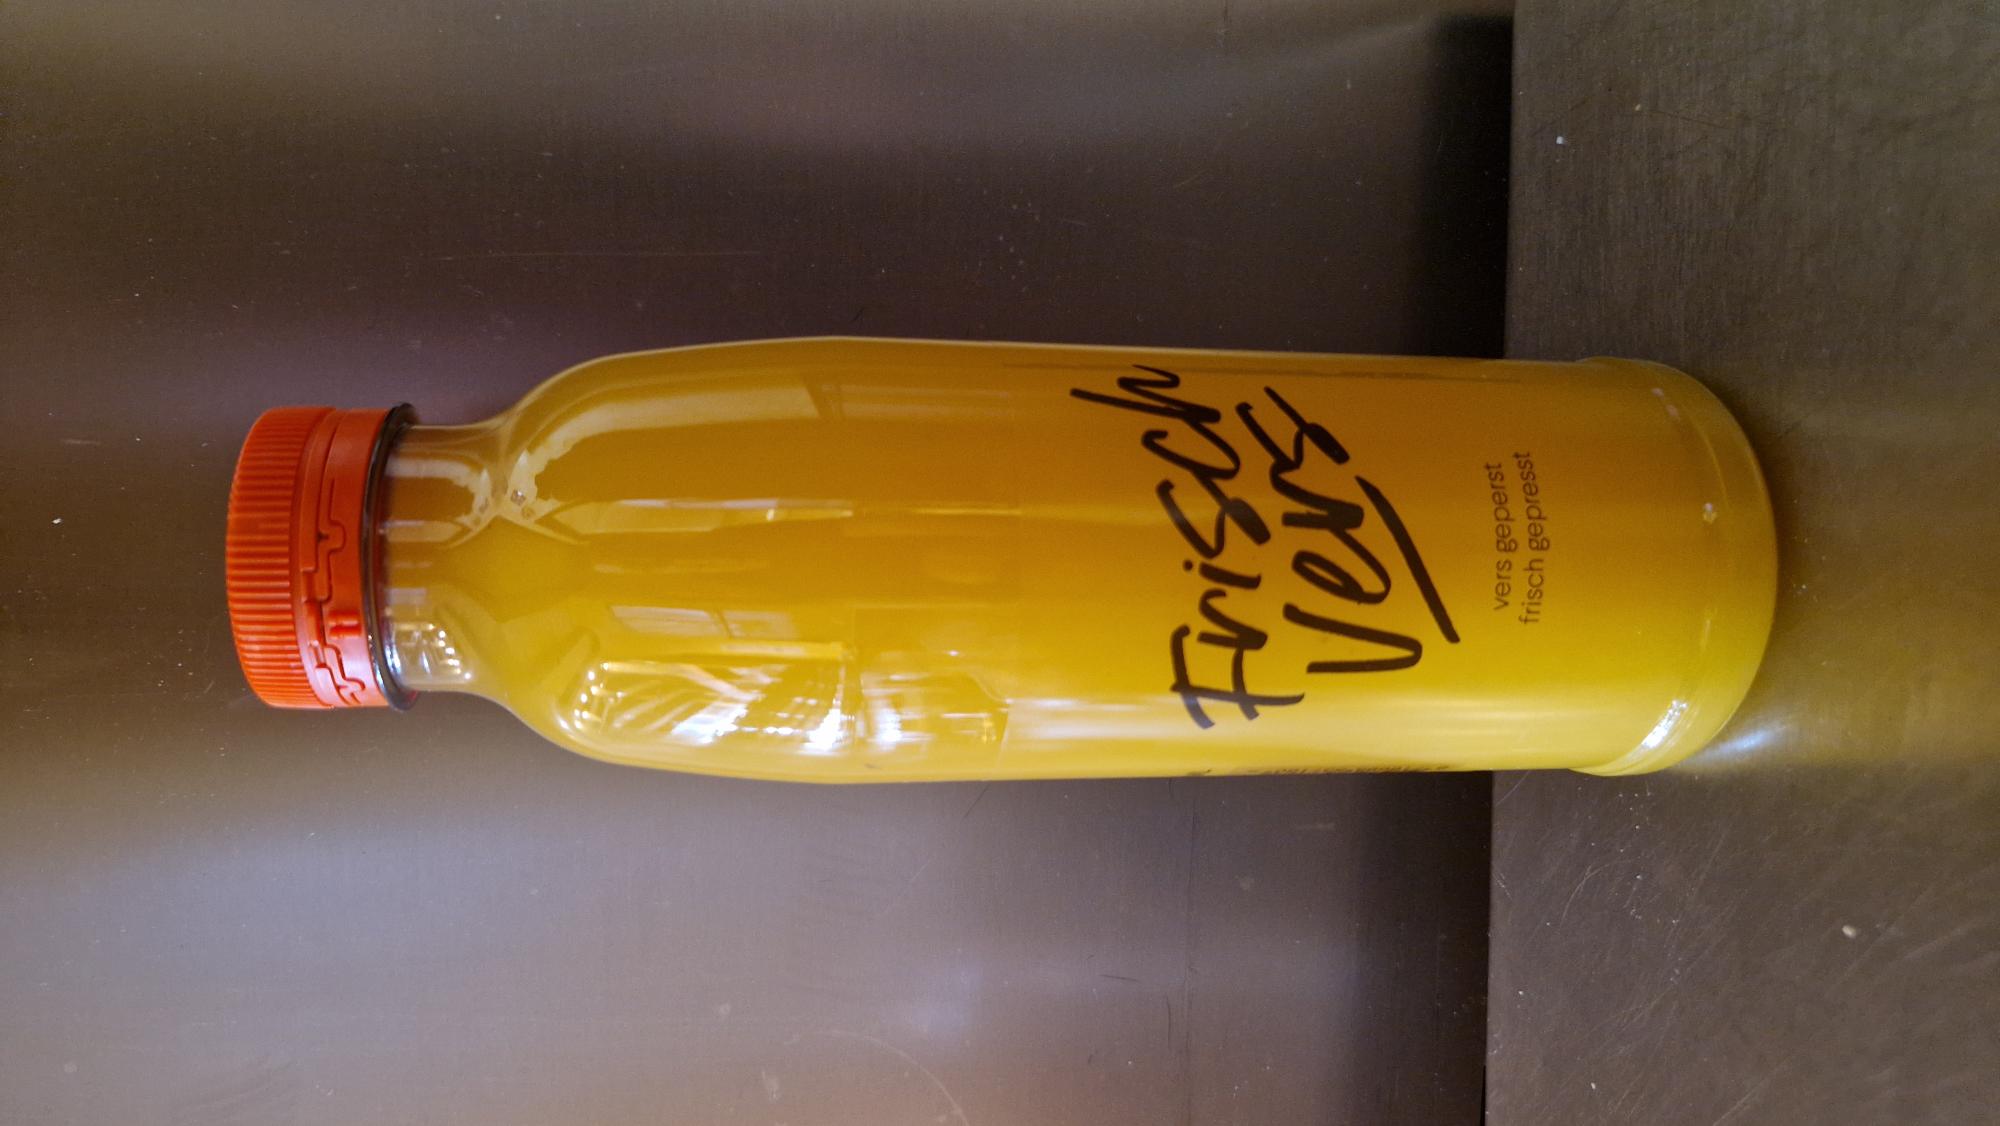 Frisch
Vers
vers geperst
frisch gepresst